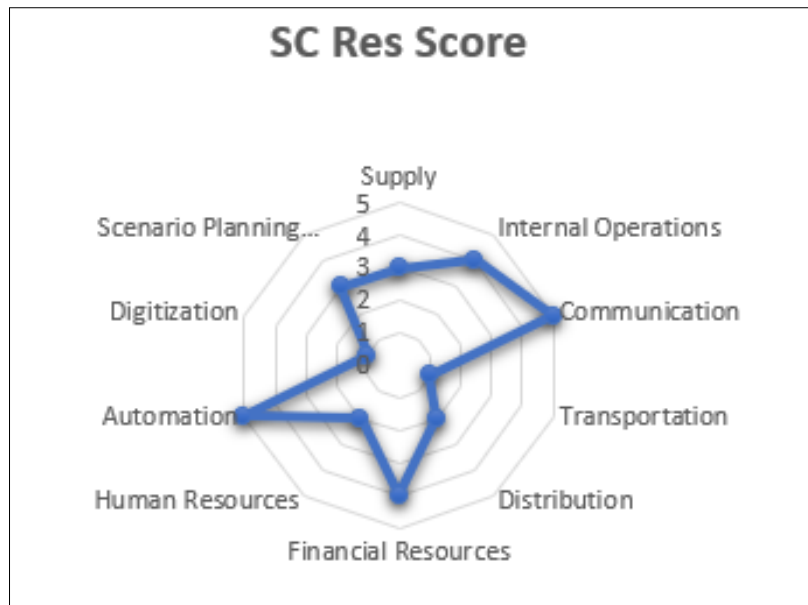 SC Res Score
Supply
5
Scenario Planning...
Internal Operations
4
3
Digitization
Communication
2
1
0
Automation
Transportation
Human Resources
Distribution
Financial Resources